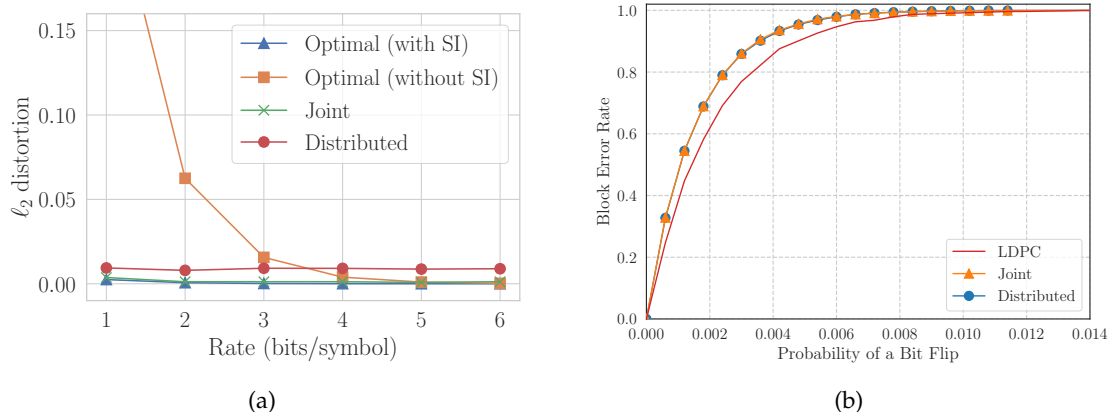 0.15
0.10
0.05
0.00
ℓ₂ distortion
Optimal (with SI)
Optimal (without SI)
Joint
Distributed
1 2 3 4 5 6
Rate (bits/symbol)
(a)
1.0
0.8
0.6
0.4
0.2
0.0
Block Error Rate
LDPC
Joint
Distributed
0.000 0.002 0.004 0.006 0.008 0.010 0.012 0.014
Probability of a Bit Flip
(b)